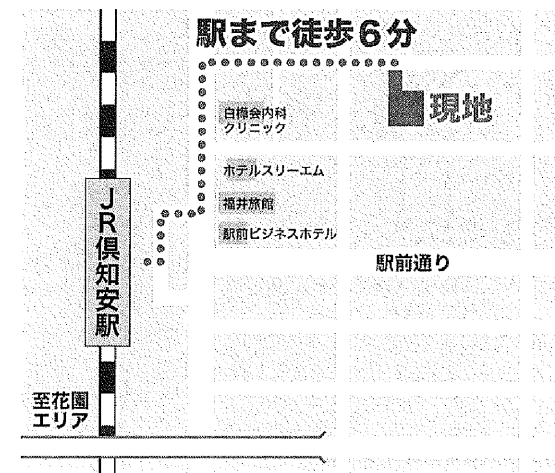 駅まで徒歩6分
現地
白樺会内科
クリニック
ホテルスリーエム
福井旅館
駅前ビジネスホテル
駅前通り
JR倶知安駅
至花園
エリア